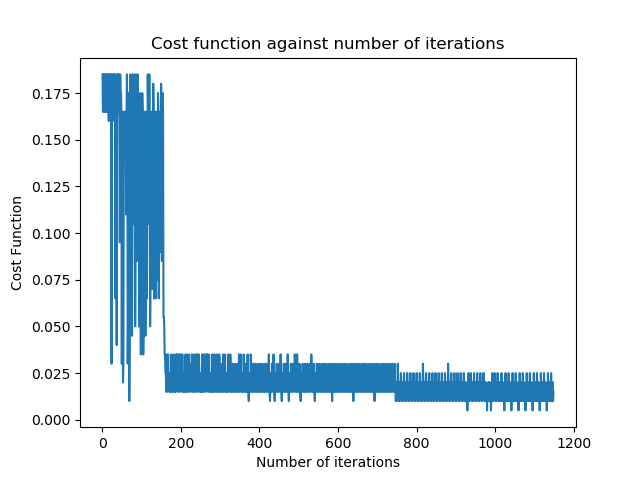 Cost function against number of iterations
0.175
0.150
0.125
0.100
0.075
0.050
0.025
0.000
Cost Function
0 200 400 600 800 1000 1200
Number of iterations